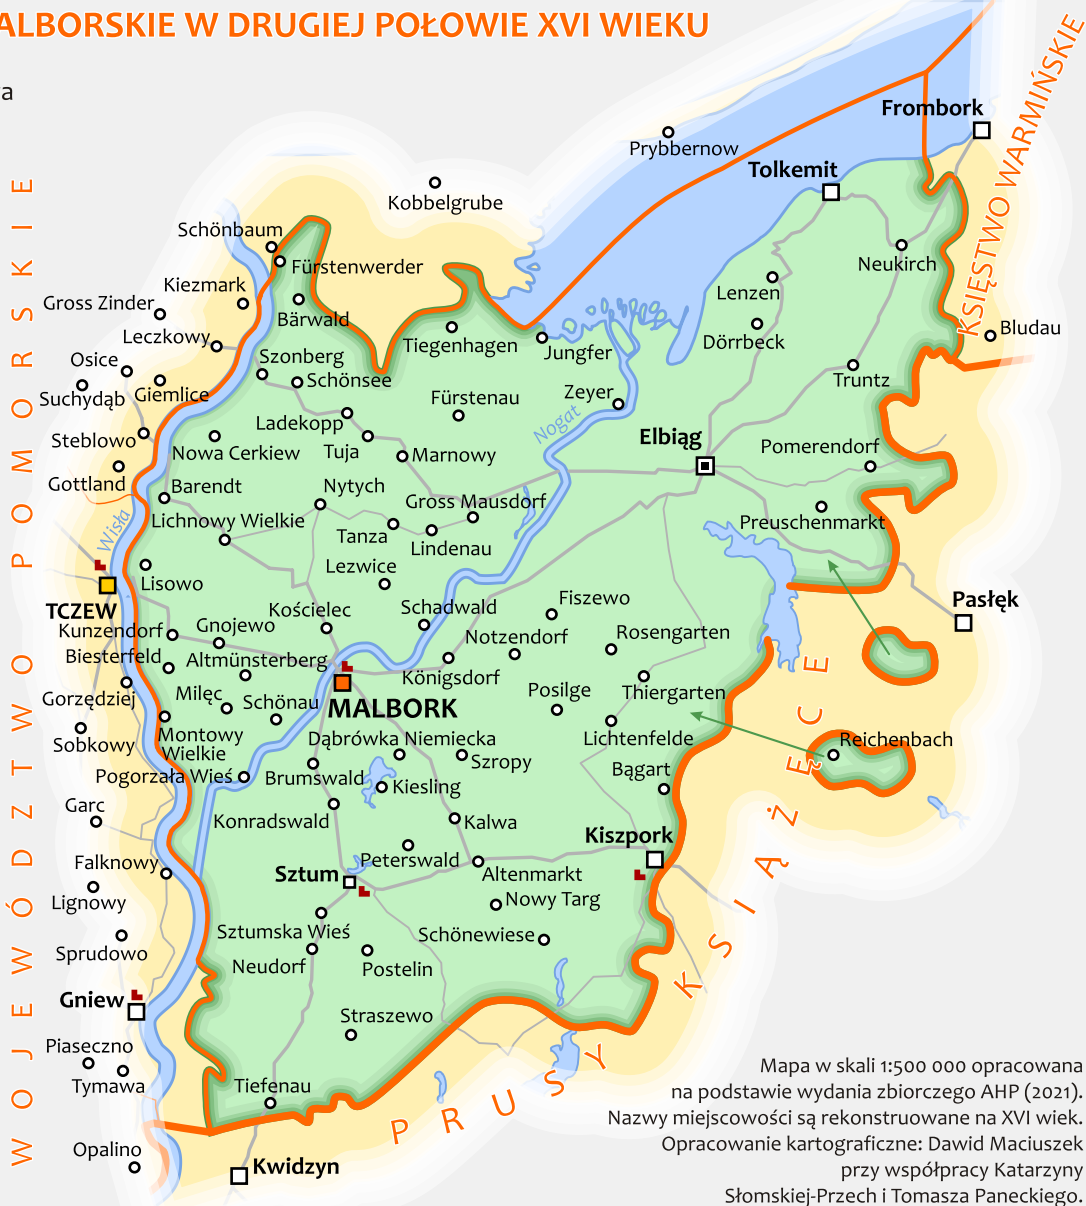 ALBORSKIE W DRUGIEJ POŁOWIE XVI WIEKU
a
Frombork
Prybbernow
Tolkemit
Kobbelgrube
Schönbaum
Fürstenwerder
Neukirch
Kiezmark
Lenzen
Gross Zinder
Bärwald
Bludau
Leczkowy
Tiegenhagen
Jungfer
Dörrbeck
Osice
Szonberg
Schönsee
Truntz
Suchydąb
Giemlice
Zeyer
Fürstenau
Ladekopp
Nogat
Steblowo
Nowa Cerkiew
Tuja
Marnowy
Elbiąg
Pomerendorf
Gottland
Barendt
Nytych
Gross Mausdorf
Wisła
Lichnowy Wielkie
Tanza
Lindenau
Preuschenmarkt
Lisowo
Lezwice
TCZEW
Fiszewo
Pasłęk
Kunzendorf
Gnojewo
Kościelec
Schadwald
Notzendorf
Rosengarten
Biesterfeld
Altmünsterberg
Königsdorf
Gorzędziej
Milęc
Schönau
MALBORK
Posilge
Thiergarten
Sobkowy
Montowy
Wielkie
Dąbrówka Niemiecka
Lichtenfelde
Reichenbach
Pogorzała Wieś
Brumswald
Szropy
Bągart
Garc
Kiesling
Konradswald
Kalwa
Kiszpork
Falknowy
Peterswald
Sztum
Altenmarkt
Lignowy
Nowy Targ
Sztumska Wieś
Schönewiese
Sprudowo
Neudorf
Postelin
Gniew
Straszewo
Piaseczno
Tymawa
Tiefenau
Opalino
Kwidzyn
WOJEWÓDZTWO POMORSKIE
KSIĘSTWO WARMIŃSKIE
PRUSY KSIĄŻĘCE
Mapa w skali 1:500 000 opracowana
na podstawie wydania zbiorczego AHP (2021).
Nazwy miejscowości są rekonstruowane na XVI wiek.
Opracowanie kartograficzne: Dawid Maciuszek
przy współpracy Katarzyny
Słomskiej-Przech i Tomasza Paneckiego.